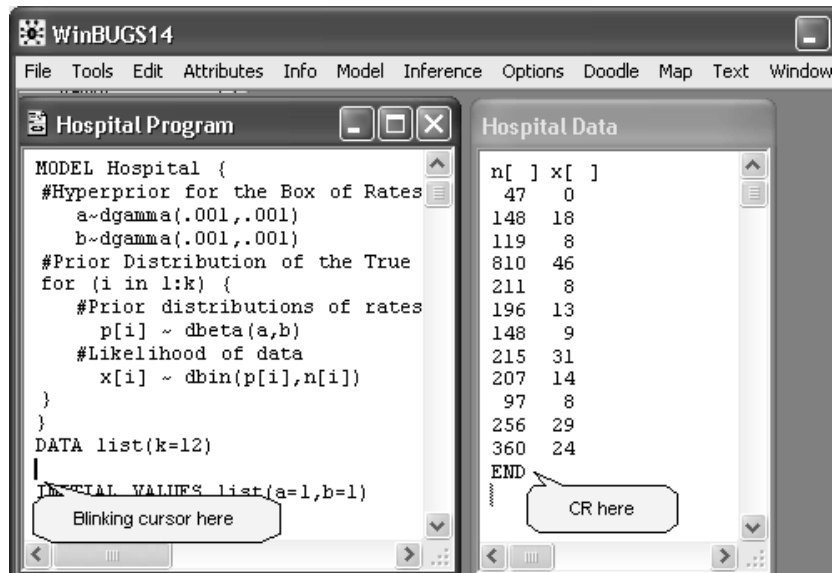 WinBUGS14
File Tools Edit Attributes Info Model Inference Options Doodle Map Text Window
Hospital Program
MODEL Hospital {
#Hyperprior for the Box of Rates
a~dgamma(.001,.001)
b~dgamma(.001,.001)
#Prior Distribution of the True
for (i in 1:k) {
#Prior distributions of rates
p[i] ~ dbeta(a,b)
#Likelihood of data
x[i] ~ dbin(p[i],n[i])
}
}
DATA list(k=12)
INITIAL VALUES list(a=1,b=1)
Blinking cursor here
Hospital Data
n[ ] x[ ]
47 0
148 18
119 8
810 46
211 8
196 13
148 9
215 31
207 14
97 8
256 29
360 24
END
CR here